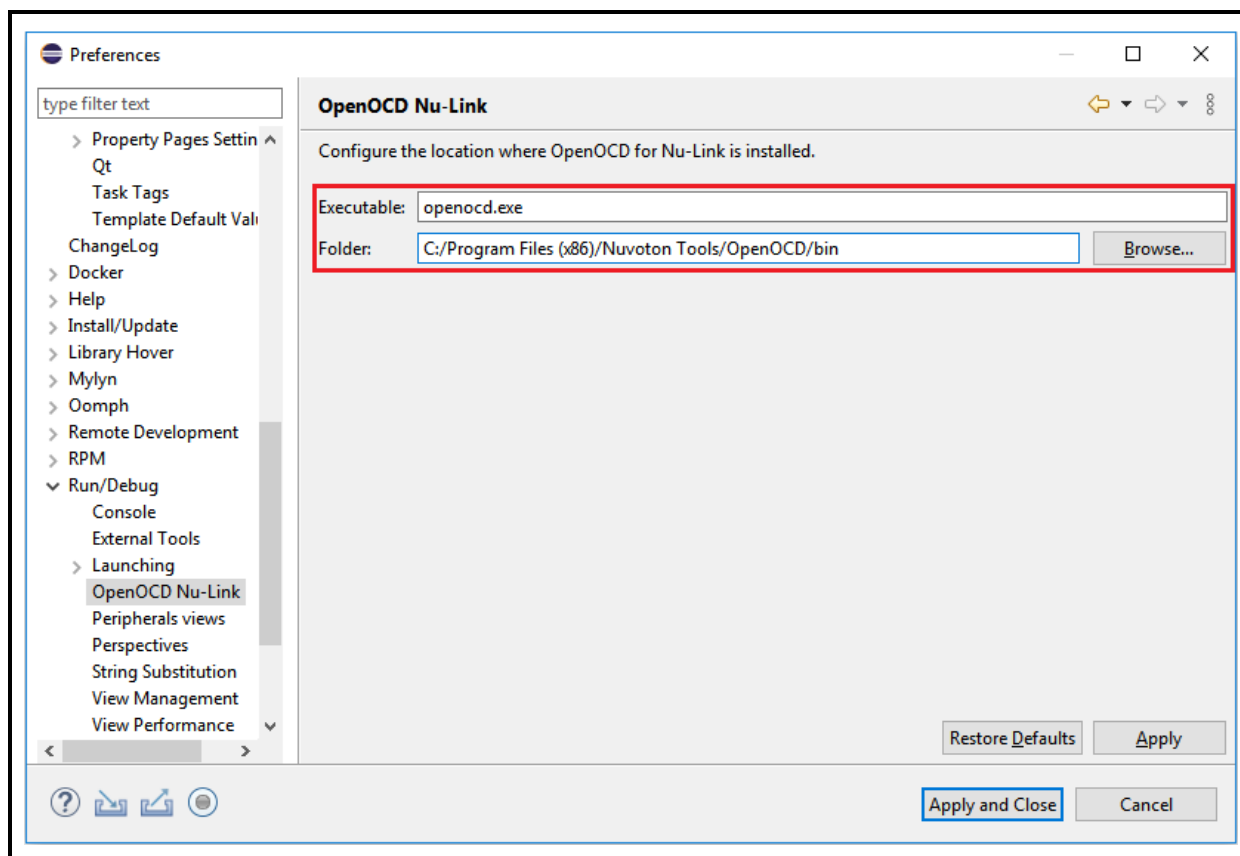 Preferences
type filter text
Property Pages Settin
Qt
Task Tags
Template Default Valu
ChangeLog
Docker
Help
Install/Update
Library Hover
Mylyn
Oomph
Remote Development
RPM
Run/Debug
Console
External Tools
Launching
OpenOCD Nu-Link
Peripherals views
Perspectives
String Substitution
View Management
View Performance
OpenOCD Nu-Link
Configure the location where OpenOCD for Nu-Link is installed.
Executable: openocd.exe
Folder: C:/Program Files (x86)/Nuvoton Tools/OpenOCD/bin Browse...
Restore Defaults Apply
Apply and Close Cancel